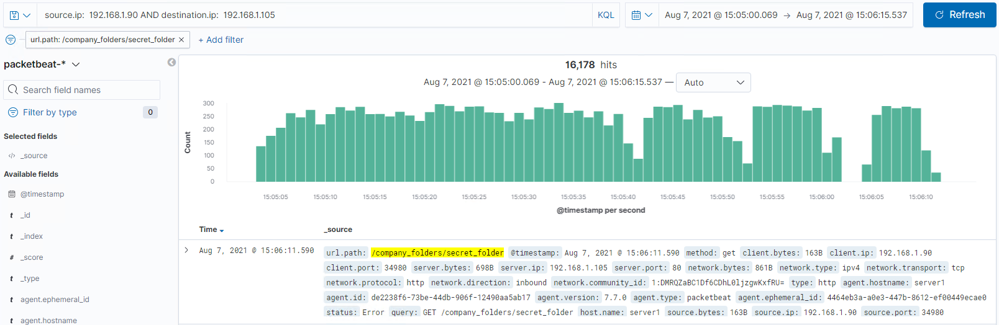 source.ip: 192.168.1.90 AND destination.ip: 192.168.1.105 KQL Aug 7, 2021 @ 15:05:00.069 → Aug 7, 2021 @ 15:06:15.537 Refresh
url.path: /company_folders/secret_folder × + Add filter
packetbeat-*
Search field names
Filter by type 0
Selected fields
_source
Available fields
@timestamp
t _id
t _index
# _score
t _type
agent.ephemeral_id
agent.hostname
16,178 hits
Aug 7, 2021 @ 15:05:00.069 - Aug 7, 2021 @ 15:06:15.537 — Auto
300
250
200
150
100
50
0
Count
15:05:05 15:05:10 15:05:15 15:05:20 15:05:25 15:05:30 15:05:35 15:05:40 15:05:45 15:05:50 15:05:55 15:06:00 15:06:05 15:06:10
@timestamp per second
Time _source
Aug 7, 2021 @ 15:06:11.590 url.path: /company_folders/secret_folder @timestamp: Aug 7, 2021 @ 15:06:11.590 method: get client.bytes: 163B client.ip: 192.168.1.90
client.port: 34980 server.bytes: 698B server.ip: 192.168.1.105 server.port: 80 network.bytes: 861B network.type: ipv4 network.transport: tcp
network.protocol: http network.direction: inbound network.community_id: 1:DMRQZaBC1Df6CDhL0ljzgwKxfRU= type: http agent.hostname: server1
agent.id: de2238f6-73be-44db-906f-12490aa5ab17 agent.version: 7.7.0 agent.type: packetbeat agent.ephemeral_id: 4464eb3a-a0e3-447b-8612-ef00449ecae0
status: Error query: GET /company_folders/secret_folder host.name: server1 source.bytes: 163B source.ip: 192.168.1.90 source.port: 34980